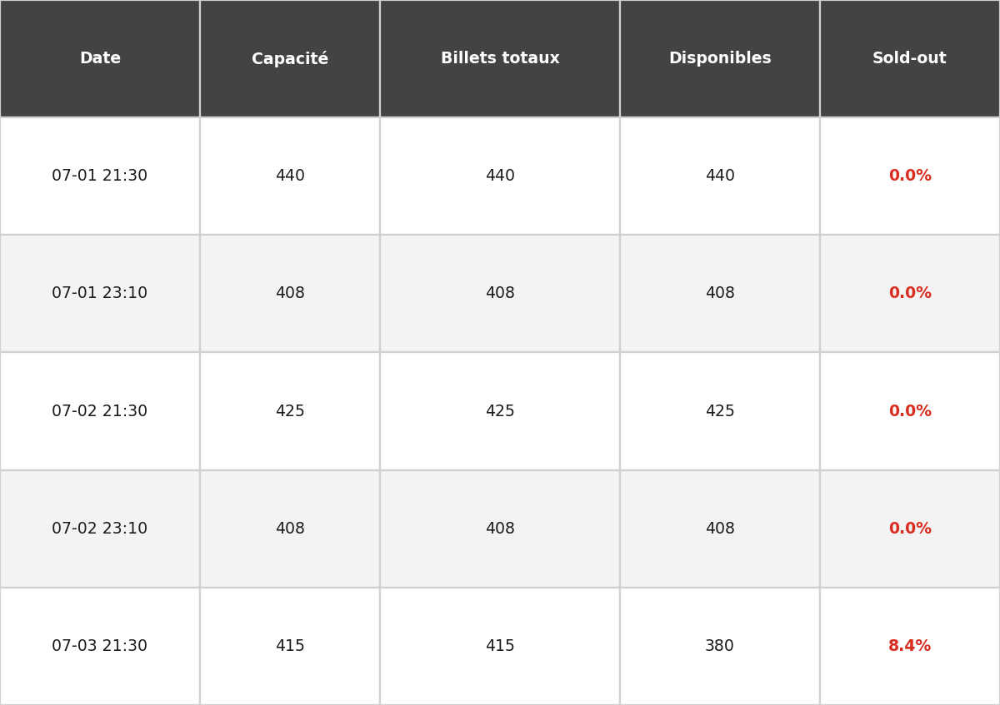 Date Capacité Billets totaux Disponibles Sold-out
07-01 21:30 440 440 440 0.0%
07-01 23:10 408 408 408 0.0%
07-02 21:30 425 425 425 0.0%
07-02 23:10 408 408 408 0.0%
07-03 21:30 415 415 380 8.4%